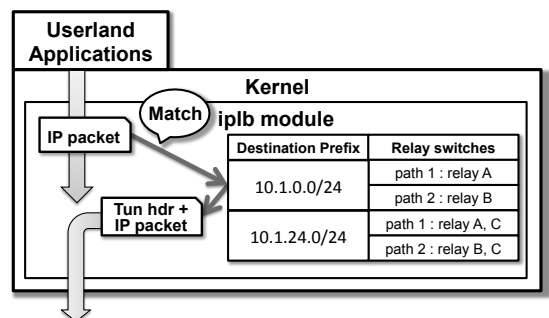 Userland
Applications
Kernel
Match
iplb module
IP packet
Destination Prefix Relay switches
10.1.0.0/24
path 1 : relay A
path 2 : relay B
Tun hdr +
IP packet
10.1.24.0/24
path 1 : relay A, C
path 2 : relay B, C